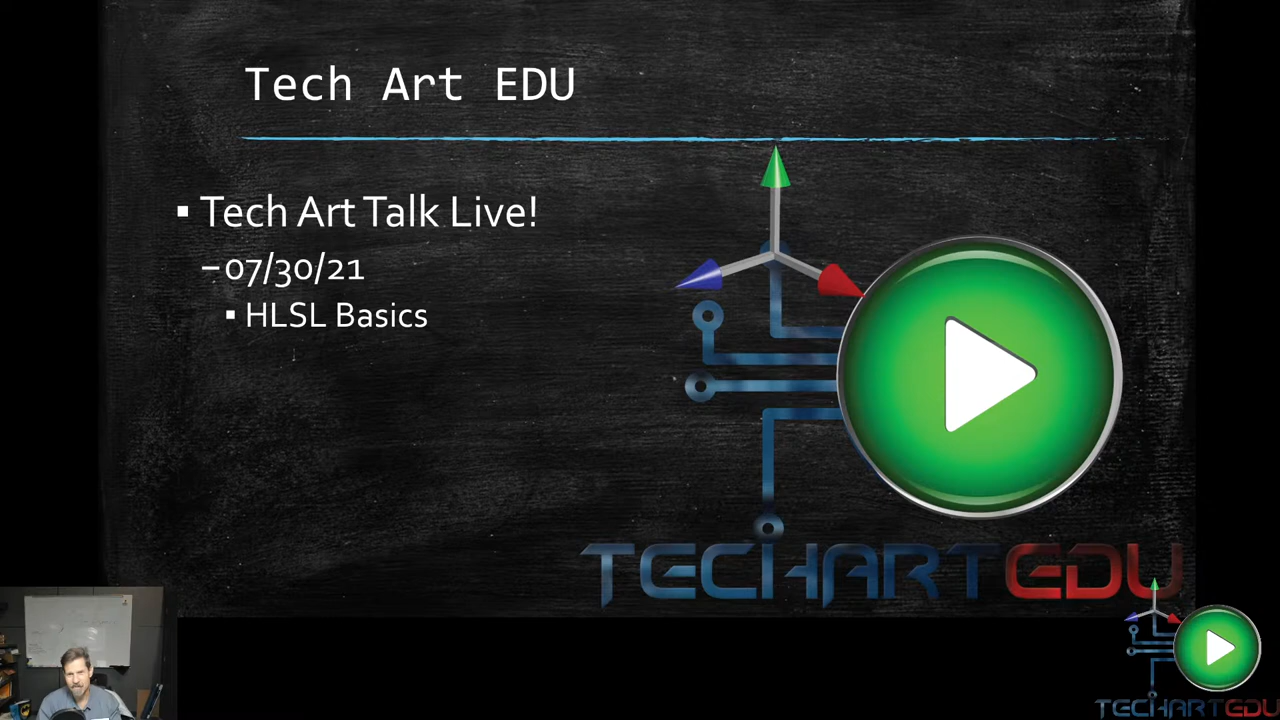 Tech Art EDU
▪ Tech Art Talk Live!
–07/30/21
▪ HLSL Basics
TECHARTEDU
TECHARTEDU